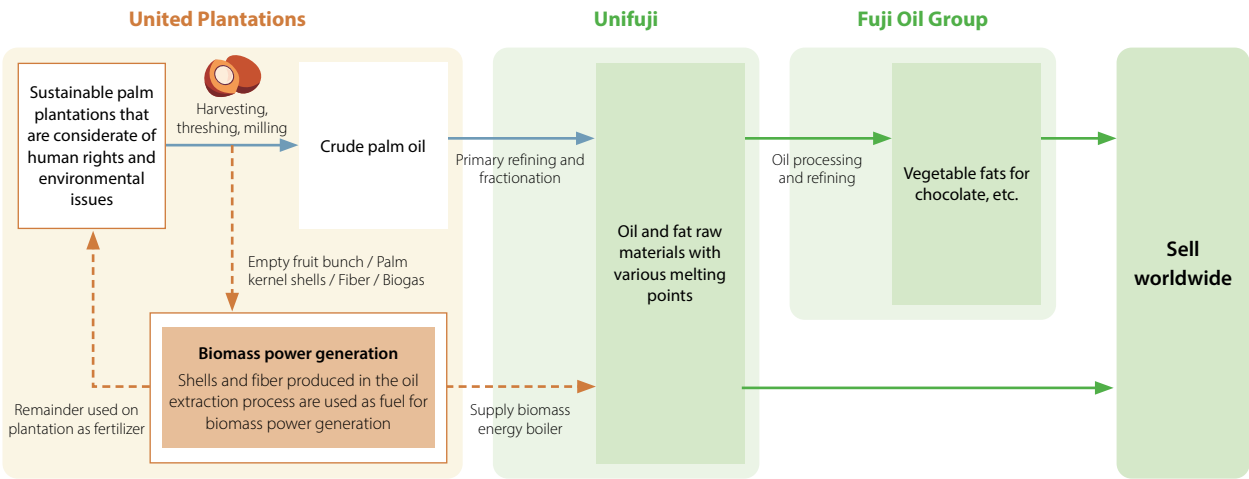 United Plantations
Unifuji
Fuji Oil Group
Sustainable palm
plantations that
are considerate of
human rights and
environmental
issues
Harvesting,
threshing, milling
Crude palm oil
Primary refining and
fractionation
Oil and fat raw
materials with
various melting
points
Oil processing
and refining
Vegetable fats for
chocolate, etc.
Sell
worldwide
Empty fruit bunch / Palm
kernel shells / Fiber / Biogas
Biomass power generation
Shells and fiber produced in the oil
extraction process are used as fuel for
biomass power generation
Remainder used on
plantation as fertilizer
Supply biomass
energy boiler